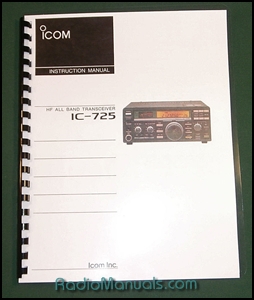 ICOM
INSTRUCTION MANUAL
HF ALL BAND TRANSCEIVER
IC-725
Icom Inc.
RadioManuals.com